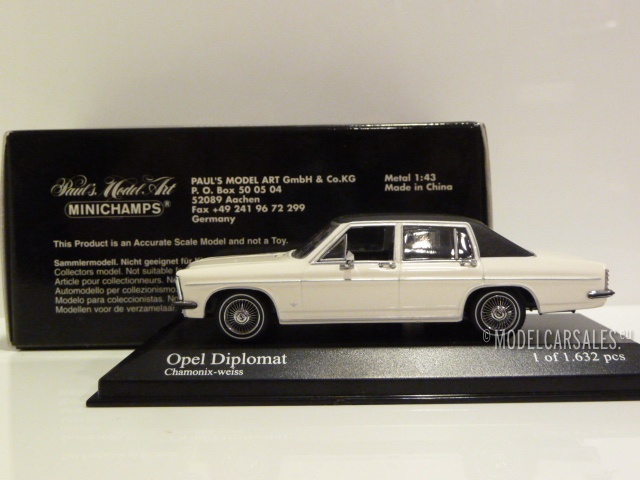 Paul's Model Art
MINICHAMPS®
PAUL'S MODEL ART GmbH & Co.KG
P. O. Box 50 05 04
52089 Aachen
Fax +49 241 96 72 299
Germany
Metal 1:43
Made in China
This Product is an Accurate Scale Model and not a Toy.
Sammlermodell. Nicht geeignet für
Collectors model. Not suitable
Article pour collectionneurs.
Automodello per collezionismo.
Modelo para coleccionistas.
Modellen voor de verzamelaar
© MODELCARSALES.EU
Opel Diplomat
Chamonix-weiss
1 of 1.632 pcs